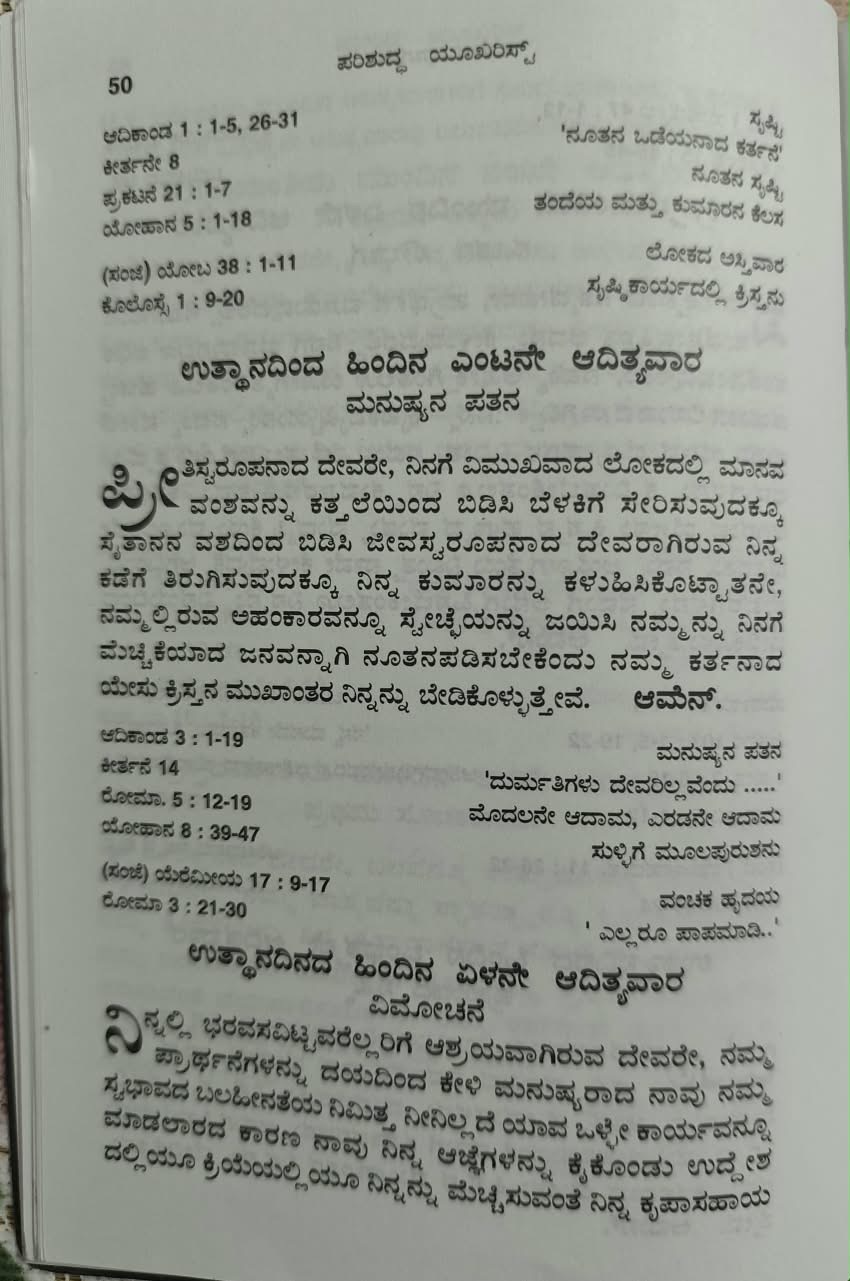 50
ಪರಿಶುದ್ಧ ಯೂಖರಿಸ್ಟ್
ಆದಿಕಾಂಡ 1 : 1-5, 26-31 ಸೃಷ್ಟಿ
ಕೀರ್ತನೇ 8 'ನೂತನ ಒಡೆಯನಾದ ಕರ್ತನೆ'
ಪ್ರಕಟನೆ 21 : 1-7 ನೂತನ ಸೃಷ್ಟಿ
ಯೋಹಾನ 5 : 1-18 ತಂದೆಯ ಮತ್ತು ಕುಮಾರನ ಕೆಲಸ
(ಸಂಜೆ) ಯೋಬ 38 : 1-11 ಲೋಕದ ಅಸ್ತಿವಾರ
ಕೊಲೊಸ್ಸೆ 1 : 9-20 ಸೃಷ್ಠಿಕಾರ್ಯದಲ್ಲಿ ಕ್ರಿಸ್ತನು
ಉತ್ಥಾನದಿಂದ ಹಿಂದಿನ ಎಂಟನೇ ಆದಿತ್ಯವಾರ
ಮನುಷ್ಯನ ಪತನ
ಪ್ರೀತಿಸ್ವರೂಪನಾದ ದೇವರೇ, ನಿನಗೆ ವಿಮುಖವಾದ ಲೋಕದಲ್ಲಿ ಮಾನವ
ವಂಶವನ್ನು ಕತ್ತಲೆಯಿಂದ ಬಿಡಿಸಿ ಬೆಳಕಿಗೆ ಸೇರಿಸುವುದಕ್ಕೂ
ಸೈತಾನನ ವಶದಿಂದ ಬಿಡಿಸಿ ಜೀವಸ್ವರೂಪನಾದ ದೇವರಾಗಿರುವ ನಿನ್ನ
ಕಡೆಗೆ ತಿರುಗಿಸುವುದಕ್ಕೂ ನಿನ್ನ ಕುಮಾರನ್ನು ಕಳುಹಿಸಿಕೊಟ್ಟಾತನೇ,
ನಮ್ಮಲ್ಲಿರುವ ಅಹಂಕಾರವನ್ನೂ ಸ್ವೇಚ್ಛೆಯನ್ನು ಜಯಿಸಿ ನಮ್ಮನ್ನು ನಿನಗೆ
ಮೆಚ್ಚಿಕೆಯಾದ ಜನವನ್ನಾಗಿ ನೂತನಪಡಿಸಬೇಕೆಂದು ನಮ್ಮ ಕರ್ತನಾದ
ಯೇಸು ಕ್ರಿಸ್ತನ ಮುಖಾಂತರ ನಿನ್ನನ್ನು ಬೇಡಿಕೊಳ್ಳುತ್ತೇವೆ. ಆಮೆನ್.
ಆದಿಕಾಂಡ 3 : 1-19 ಮನುಷ್ಯನ ಪತನ
ಕೀರ್ತನೆ 14 'ದುರ್ಮತಿಗಳು ದೇವರಿಲ್ಲವೆಂದು .....'
ರೋಮಾ. 5 : 12-19 ಮೊದಲನೇ ಆದಾಮ, ಎರಡನೇ ಆದಾಮ
ಯೋಹಾನ 8 : 39-47 ಸುಳ್ಳಿಗೆ ಮೂಲಪುರುಶನು
(ಸಂಜೆ) ಯೆರೆಮೀಯ 17 : 9-17 ವಂಚಕ ಹೃದಯ
ರೋಮಾ 3 : 21-30 ' ಎಲ್ಲರೂ ಪಾಪಮಾಡಿ..'
ಉತ್ಥಾನದಿನದ ಹಿಂದಿನ ಏಳನೇ ಆದಿತ್ಯವಾರ
ವಿಮೋಚನೆ
ನಿನ್ನಲ್ಲಿ ಭರವಸವಿಟ್ಟವರೆಲ್ಲರಿಗೆ ಆಶ್ರಯವಾಗಿರುವ ದೇವರೇ, ನಮ್ಮ
ಪ್ರಾರ್ಥನೆಗಳನ್ನು ದಯದಿಂದ ಕೇಳಿ ಮನುಷ್ಯರಾದ ನಾವು ನಮ್ಮ
ಸ್ವಭಾವದ ಬಲಹೀನತೆಯ ನಿಮಿತ್ತ ನೀನಿಲ್ಲದೆ ಯಾವ ಒಳ್ಳೇ ಕಾರ್ಯವನ್ನೂ
ಮಾಡಲಾರದ ಕಾರಣ ನಾವು ನಿನ್ನ ಆಜ್ಞೆಗಳನ್ನು ಕೈಕೊಂಡು ಉದ್ದೇಶ
ದಲ್ಲಿಯೂ ಕ್ರಿಯೆಯಲ್ಲಿಯೂ ನಿನ್ನನ್ನು ಮೆಚ್ಚಿಸುವಂತೆ ನಿನ್ನ ಕೃಪಾಸಹಾಯ